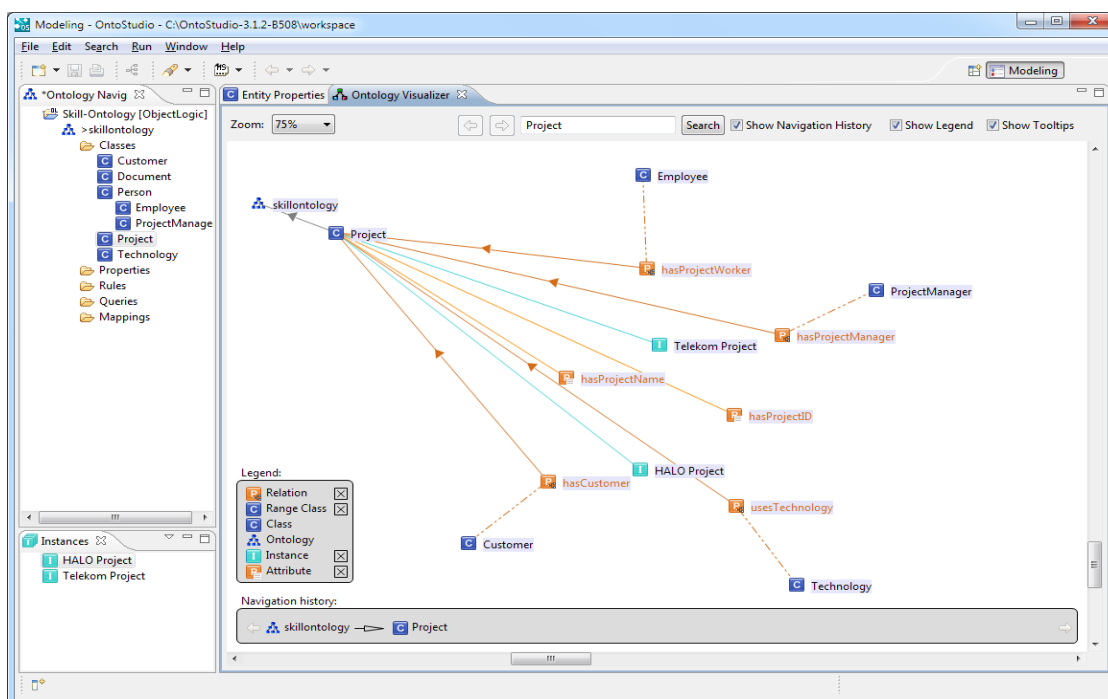 Modeling - OntoStudio - C:\OntoStudio-3.1.2-B508\workspace
File Edit Search Run Window Help
Modeling
*Ontology Navig
Skill-Ontology [ObjectLogic]
>skillontology
Classes
Customer
Document
Person
Employee
ProjectManage
Project
Technology
Properties
Rules
Queries
Mappings
Instances
HALO Project
Telekom Project
Entity Properties Ontology Visualizer
Zoom: 75% Project Search Show Navigation History Show Legend Show Tooltips
Employee
skillontology
Project
hasProjectWorker
ProjectManager
hasProjectManager
Telekom Project
hasProjectName
hasProjectID
HALO Project
hasCustomer
usesTechnology
Customer
Technology
Legend:
Relation
Range Class
Class
Ontology
Instance
Attribute
Navigation history:
skillontology Project